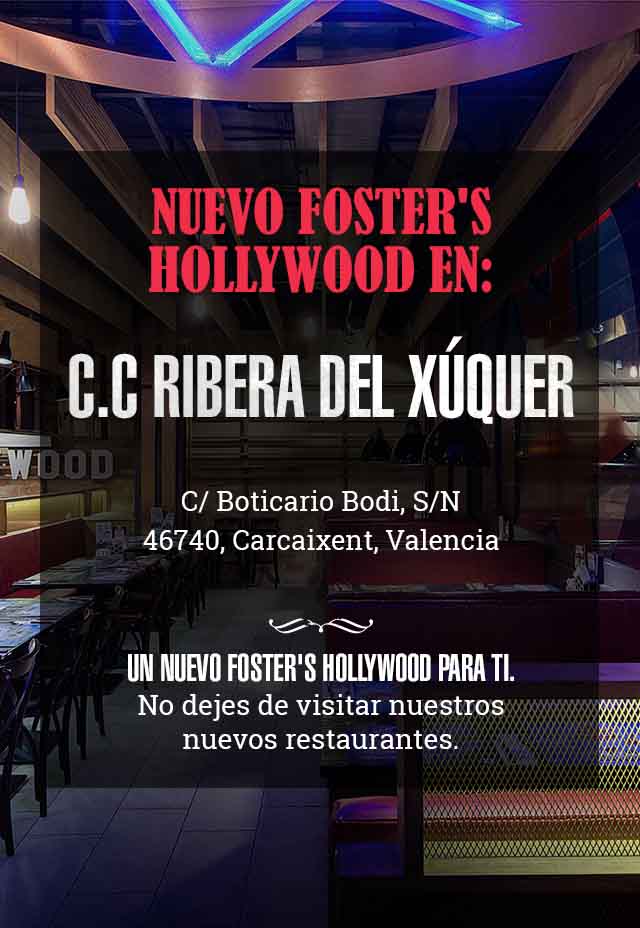 NUEVO FOSTER'S
HOLLYWOOD EN:
C.C RIBERA DEL XÚQUER
WOOD
C/ Boticario Bodi, S/N
46740, Carcaixent, Valencia
UN NUEVO FOSTER'S HOLLYWOOD PARA TI.
No dejes de visitar nuestros
nuevos restaurantes.